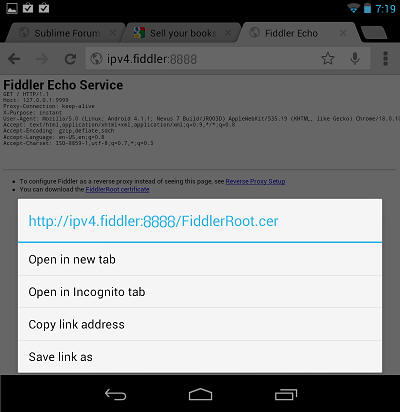 7:19
Sublime Forum
Sell your books
Fiddler Echo
ipv4.fiddler:8888
Fiddler Echo Service
GET / HTTP/1.1
Host: 127.0.0.1:9999
Proxy-Connection: keep-alive
X-Purpose: instant
User-Agent: Mozilla/5.0 (Linux; Android 4.1.1; Nexus 7 Build/JRO03D) AppleWebKit/535.19 (KHTML, like Gecko) Chrome/18.0.1
Accept: text/html,application/xhtml+xml,application/xml;q=0.9,*/*;q=0.8
Accept-Encoding: gzip,deflate,sdch
Accept-Language: en-US,en;q=0.8
Accept-Charset: ISO-8859-1,utf-8;q=0.7,*;q=0.3
To configure Fiddler as a reverse proxy instead of seeing this page, see Reverse Proxy Setup
You can download the FiddlerRoot certificate
http://ipv4.fiddler:8888/FiddlerRoot.cer
Open in new tab
Open in Incognito tab
Copy link address
Save link as